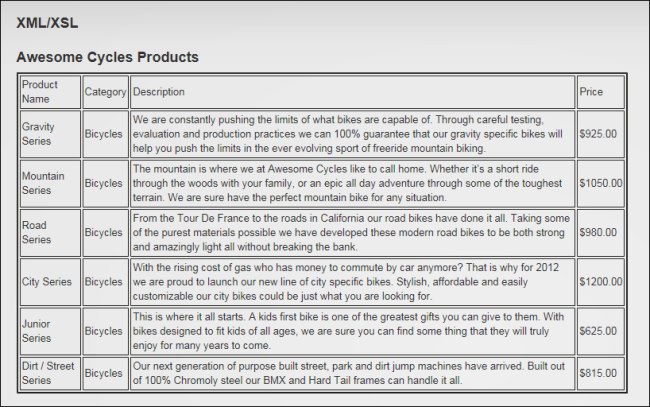 XML/XSL
Awesome Cycles Products
Product Name Category Description Price
Gravity Series Bicycles We are constantly pushing the limits of what bikes are capable of. Through careful testing,
evaluation and production practices we can 100% guarantee that our gravity specific bikes will
help you push the limits in the ever evolving sport of freeride mountain biking. $925.00
Mountain Series Bicycles The mountain is where we at Awesome Cycles like to call home. Whether it's a short ride
through the woods with your family, or an epic all day adventure through some of the toughest
terrain. We are sure have the perfect mountain bike for any situation. $1050.00
Road Series Bicycles From the Tour De France to the roads in California our road bikes have done it all. Taking some
of the purest materials possible we have developed these modern road bikes to be both strong
and amazingly light all without breaking the bank. $980.00
City Series Bicycles With the rising cost of gas who has money to commute by car anymore? That is why for 2012
we are proud to launch our new line of city specific bikes. Stylish, affordable and easily
customizable our city bikes could be just what you are looking for. $1200.00
Junior Series Bicycles This is where it all starts. A kids first bike is one of the greatest gifts you can give to them. With
bikes designed to fit kids of all ages, we are sure you can find some thing that they will truly
enjoy for many years to come. $625.00
Dirt / Street Series Bicycles Our next generation of purpose built street, park and dirt jump machines have arrived. Built out
of 100% Chromoly steel our BMX and Hard Tail frames can handle it all. $815.00